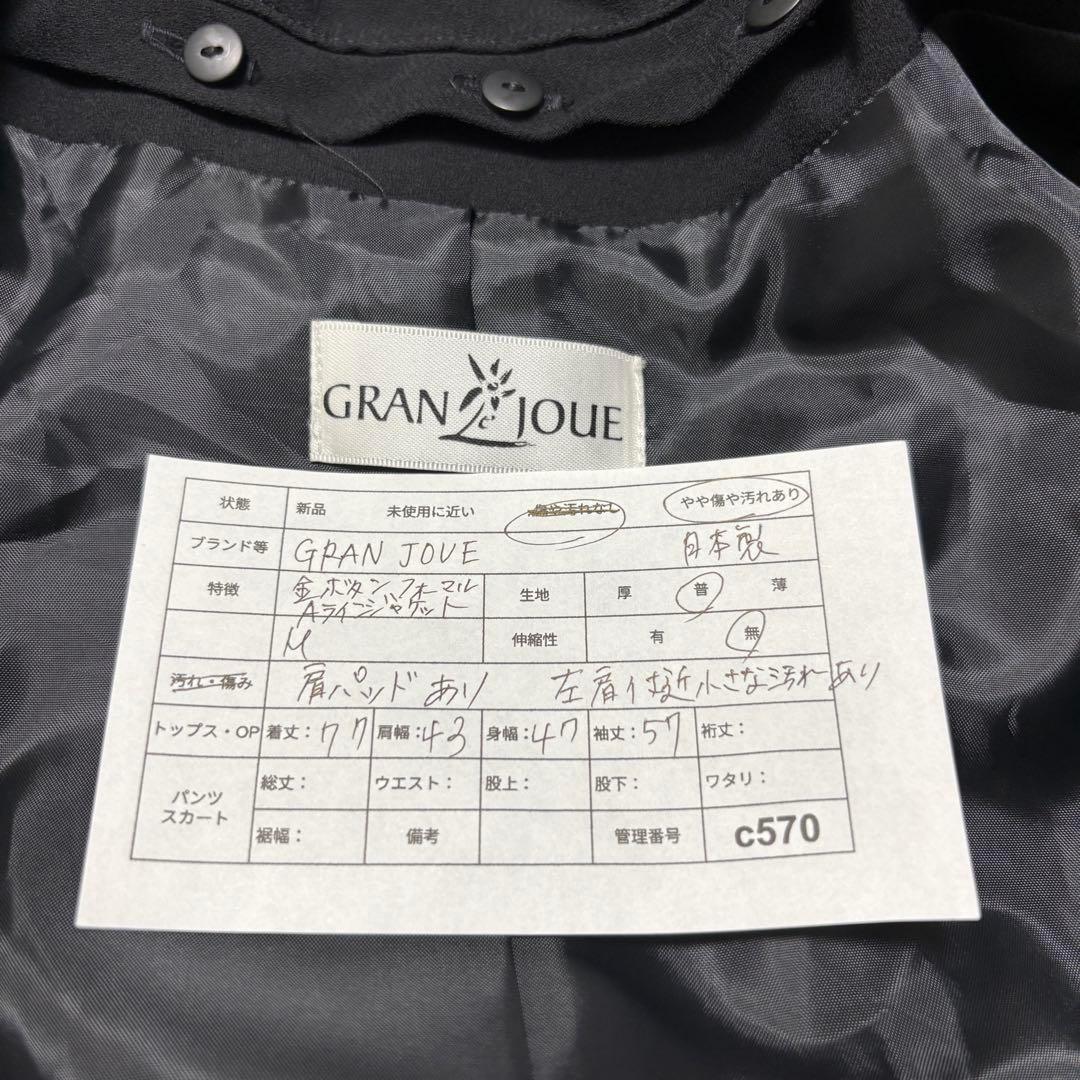 GRAN JOUE
状態 新品 未使用に近い 傷や汚れなし やや傷や汚れあり
ブランド等 GRAN JOUE 日本製
特徴 金ボタンフォーマル
Aラインジャケット 生地 厚 普 薄
M 伸縮性 有 無
汚れ・傷み 肩パッドあり 左肩付近小さな汚れあり
トップス・OP 着丈：77 肩幅：43 身幅：47 袖丈：57 裄丈：
パンツ
スカート 総丈： ウエスト： 股上： 股下： ワタリ：
裾幅： 備考 管理番号 c570